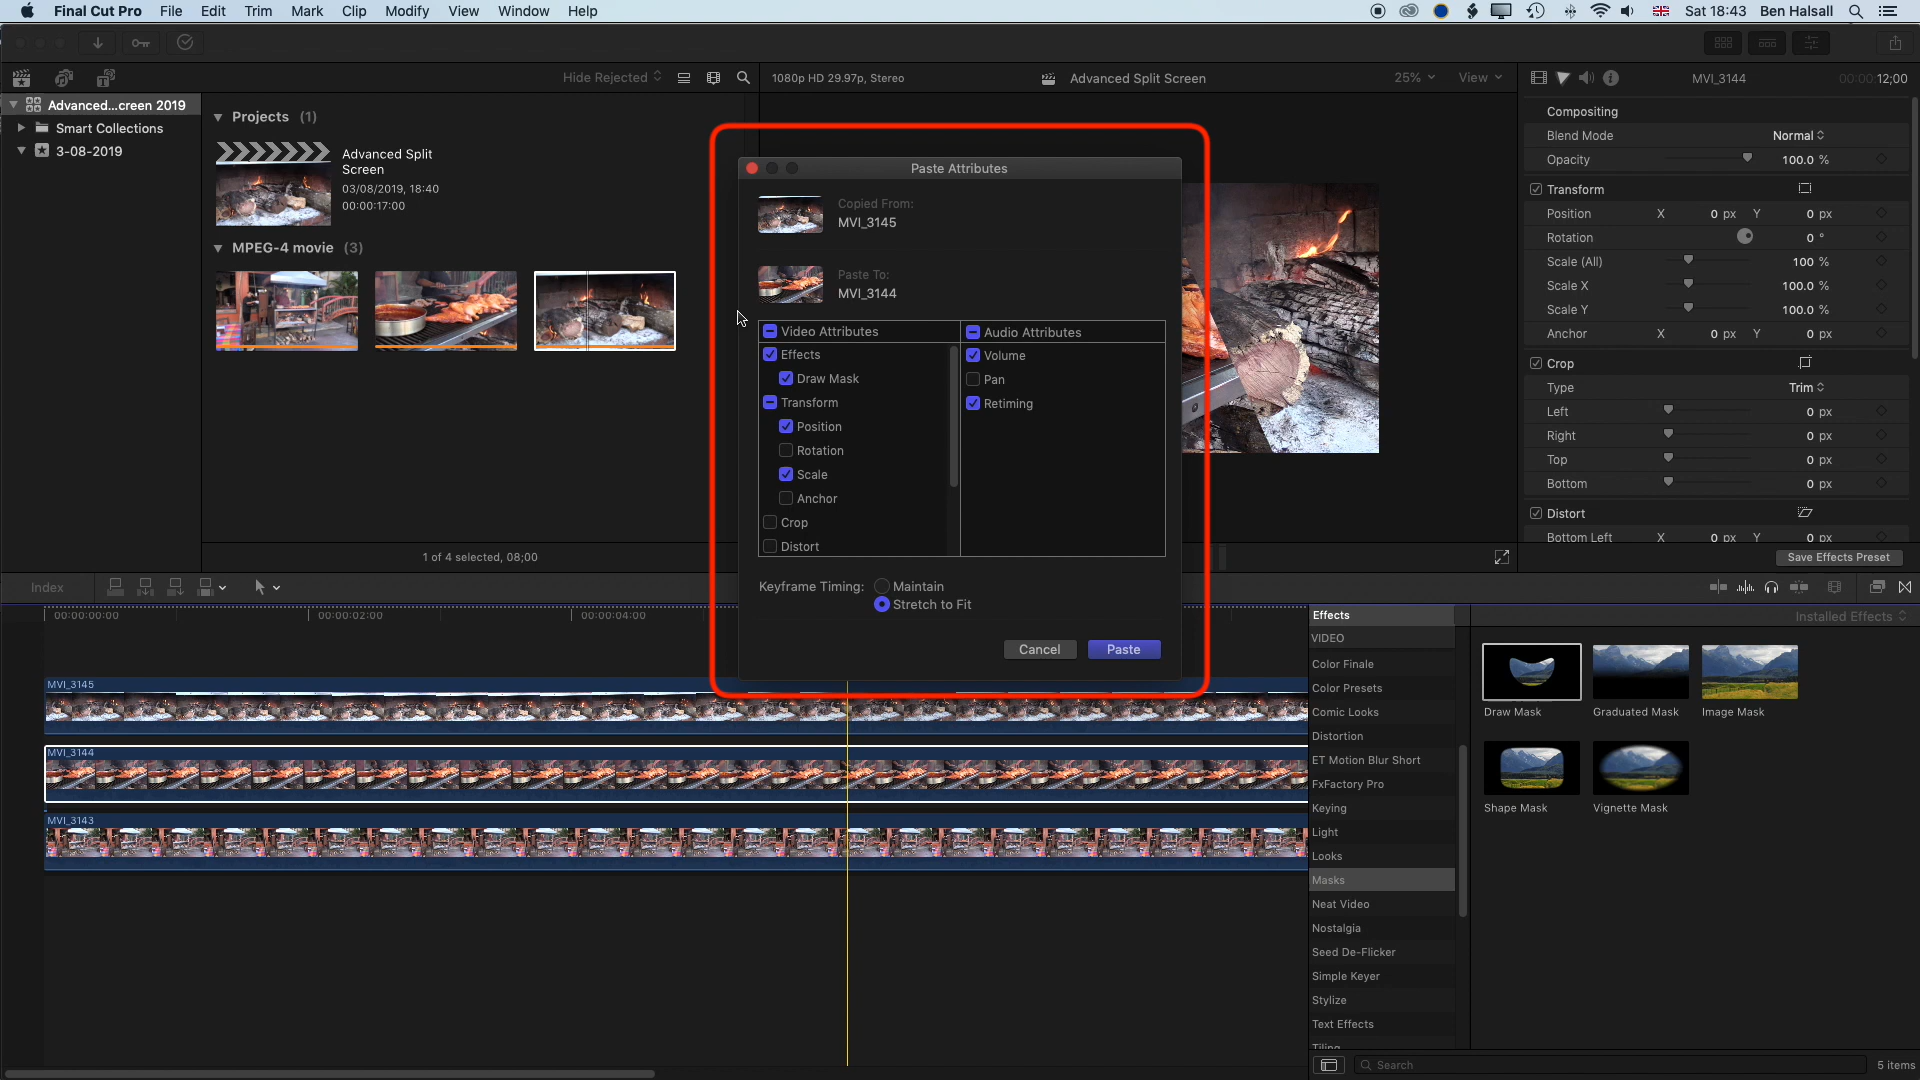 Final Cut Pro File Edit Trim Mark Clip Modify View Window Help
Sat 18:43 Ben Halsall
Hide Rejected
1080p HD 29.97p, Stereo
Advanced Split Screen
25%
View
MVI_3144
00:00:12;00
Advanced...creen 2019
Smart Collections
3-08-2019
Projects (1)
Advanced Split
Screen
03/08/2019, 18:40
00:00:17:00
MPEG-4 movie (3)
1 of 4 selected, 08;00
Paste Attributes
Copied From:
MVI_3145
Paste To:
MVI_3144
Video Attributes
Effects
Draw Mask
Transform
Position
Rotation
Scale
Anchor
Crop
Distort
Audio Attributes
Volume
Pan
Retiming
Keyframe Timing: Maintain
Stretch to Fit
Cancel
Paste
Compositing
Blend Mode Normal
Opacity 100.0 %
Transform
Position X 0 px Y 0 px
Rotation 0 °
Scale (All) 100 %
Scale X 100.0 %
Scale Y 100.0 %
Anchor X 0 px Y 0 px
Crop
Type Trim
Left 0 px
Right 0 px
Top 0 px
Bottom 0 px
Distort
Bottom Left X 0 px Y 0 px
Save Effects Preset
Index
00:00:00:00
00:00:02:00
00:00:04:00
MVI_3145
MVI_3144
MVI_3143
Effects
Installed Effects
VIDEO
Color Finale
Color Presets
Comic Looks
Distortion
ET Motion Blur Short
FxFactory Pro
Keying
Light
Looks
Masks
Neat Video
Nostalgia
Seed De-Flicker
Simple Keyer
Stylize
Text Effects
Tiling
Draw Mask
Graduated Mask
Image Mask
Shape Mask
Vignette Mask
Search
5 items